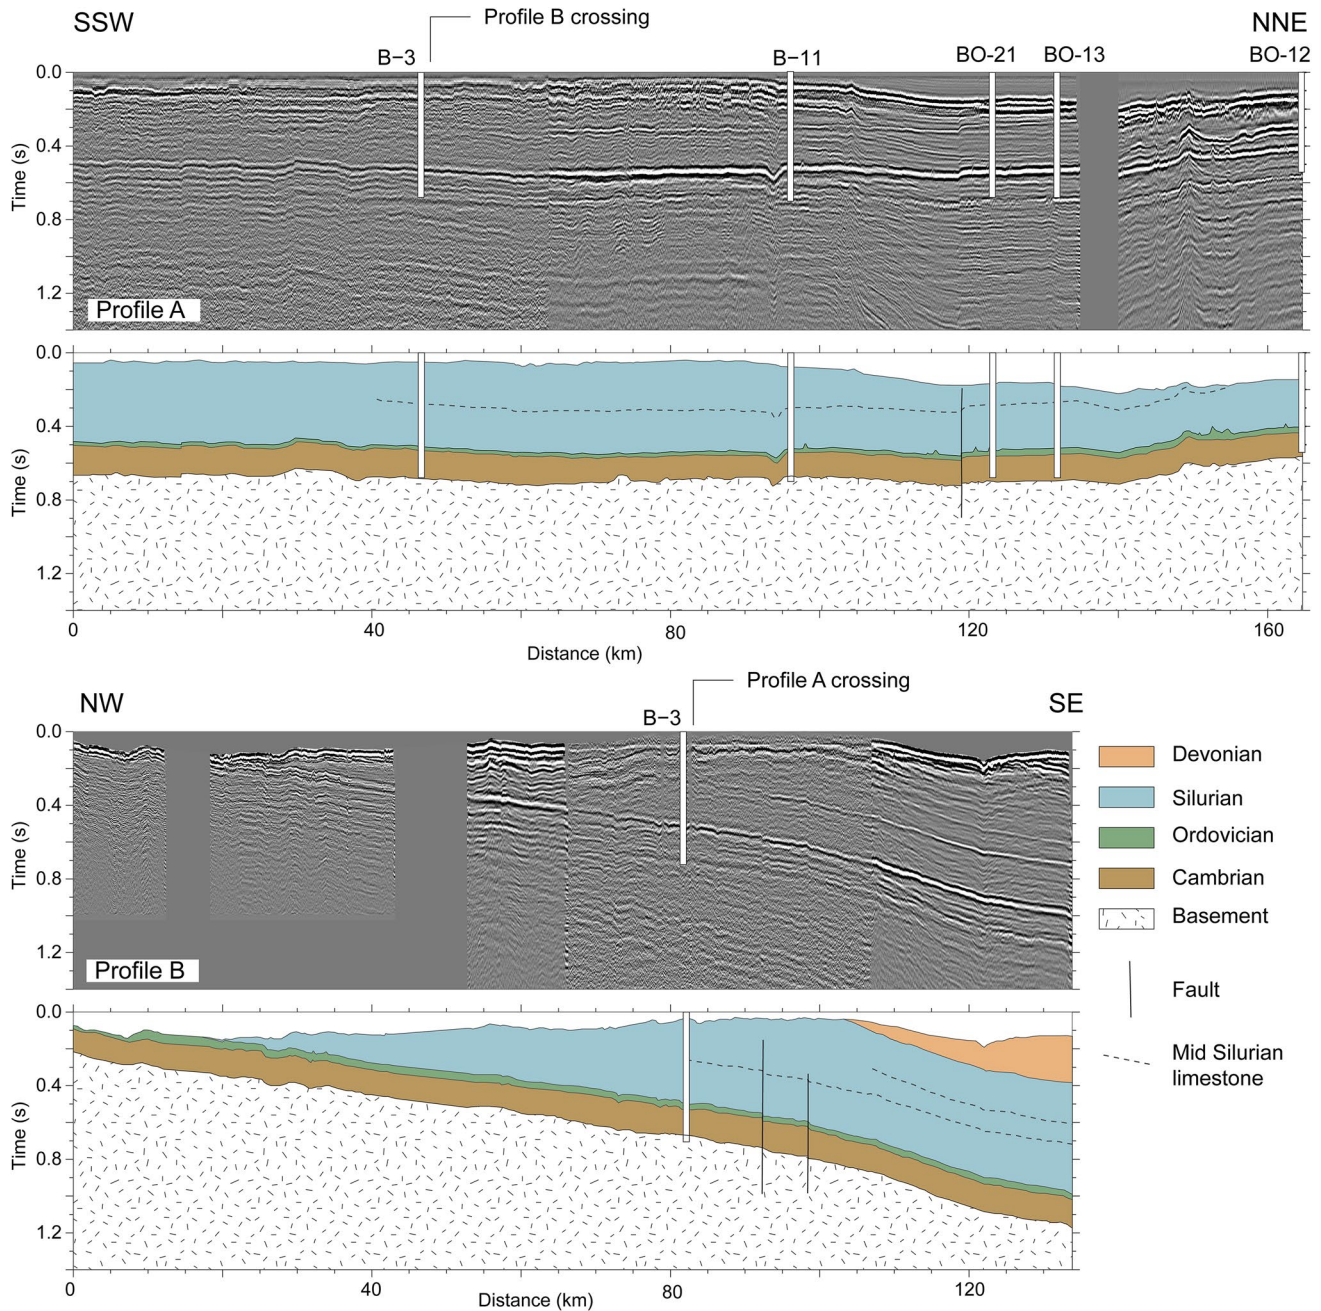 SSW
Profile B crossing
NNE
B−3
B−11
BO-21
BO-13
BO-12
0.0
0.4
0.8
1.2
Time (s)
Profile A
0.0
0.4
0.8
1.2
Time (s)
0
40
80
120
160
Distance (km)
NW
Profile A crossing
SE
B−3
0.0
0.4
0.8
1.2
Time (s)
Profile B
0.0
0.4
0.8
1.2
Time (s)
0
40
80
120
Distance (km)
Devonian
Silurian
Ordovician
Cambrian
Basement
Fault
Mid Silurian
limestone